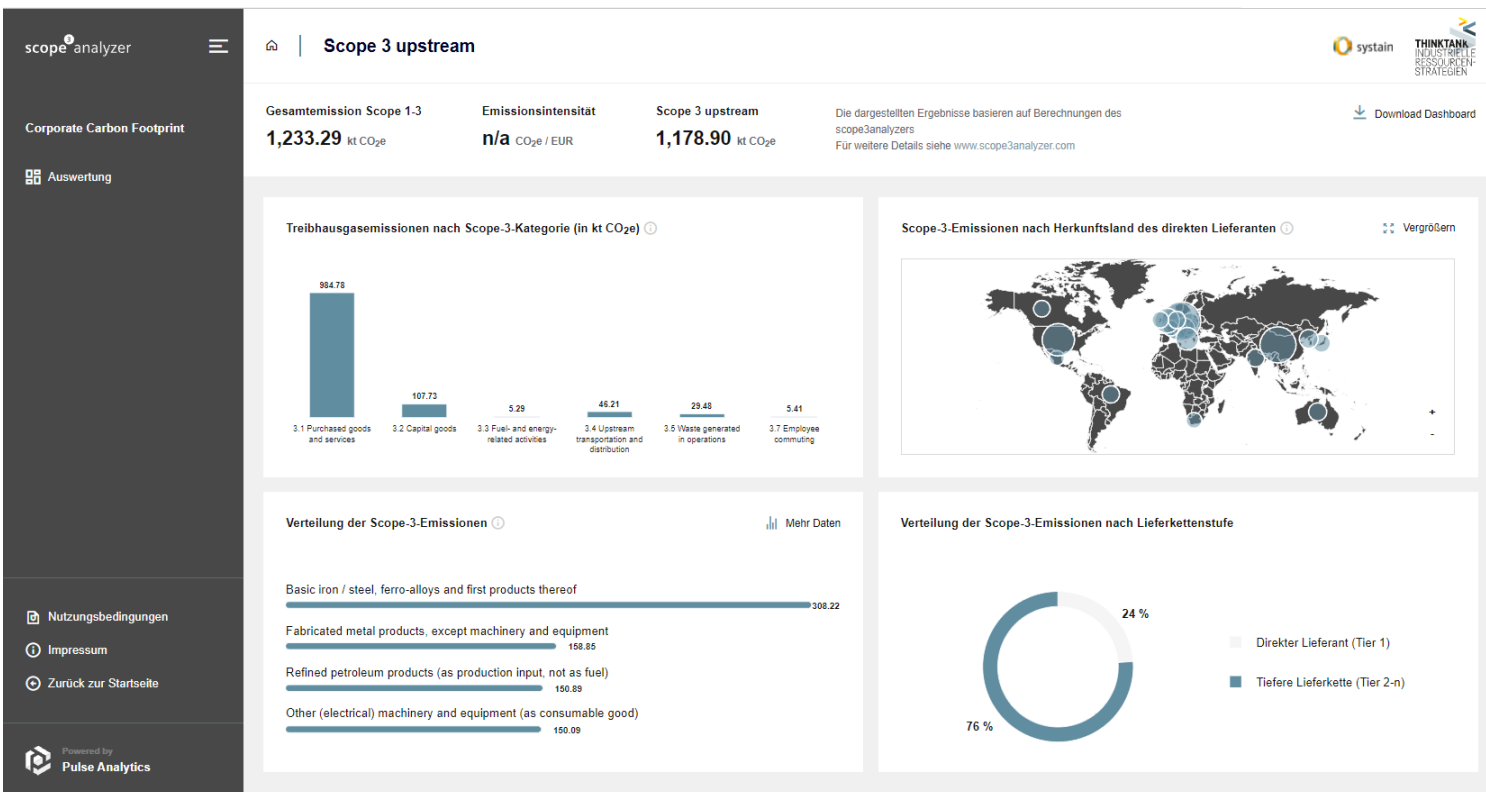 scope3analyzer
Corporate Carbon Footprint
Auswertung
Nutzungsbedingungen
Impressum
Zurück zur Startseite
Powered by
Pulse Analytics
Scope 3 upstream
systain
THINKTANK
INDUSTRIELLE
RESSOURCEN-
STRATEGIEN
Gesamtemission Scope 1-3
1,233.29 kt CO₂e
Emissionsintensität
n/a CO₂e / EUR
Scope 3 upstream
1,178.90 kt CO₂e
Die dargestellten Ergebnisse basieren auf Berechnungen des
scope3analyzers
Für weitere Details siehe www.scope3analyzer.com
Download Dashboard
Treibhausgasemissionen nach Scope-3-Kategorie (in kt CO₂e)
984.78
107.73
5.29
46.21
29.48
5.41
3.1 Purchased goods
and services
3.2 Capital goods
3.3 Fuel- and energy-
related activities
3.4 Upstream
transportation and
distribution
3.5 Waste generated
in operations
3.7 Employee
commuting
Scope-3-Emissionen nach Herkunftsland des direkten Lieferanten
Vergrößern
+
-
Verteilung der Scope-3-Emissionen
Mehr Daten
Basic iron / steel, ferro-alloys and first products thereof
308.22
Fabricated metal products, except machinery and equipment
158.85
Refined petroleum products (as production input, not as fuel)
150.89
Other (electrical) machinery and equipment (as consumable good)
150.09
Verteilung der Scope-3-Emissionen nach Lieferkettenstufe
24 %
76 %
Direkter Lieferant (Tier 1)
Tiefere Lieferkette (Tier 2-n)